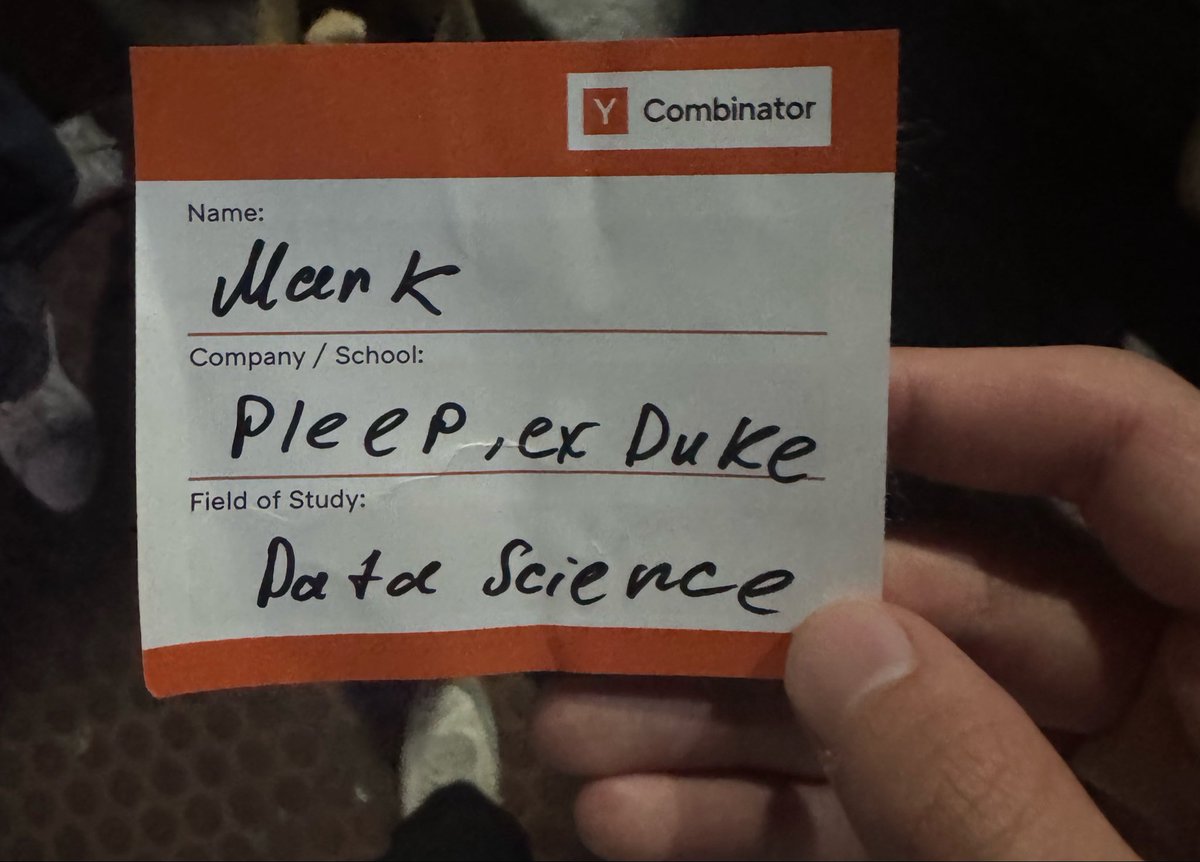 Y Combinator
Name:
Mark
Company / School:
Pleep, ex Duke
Field of Study:
Data Science